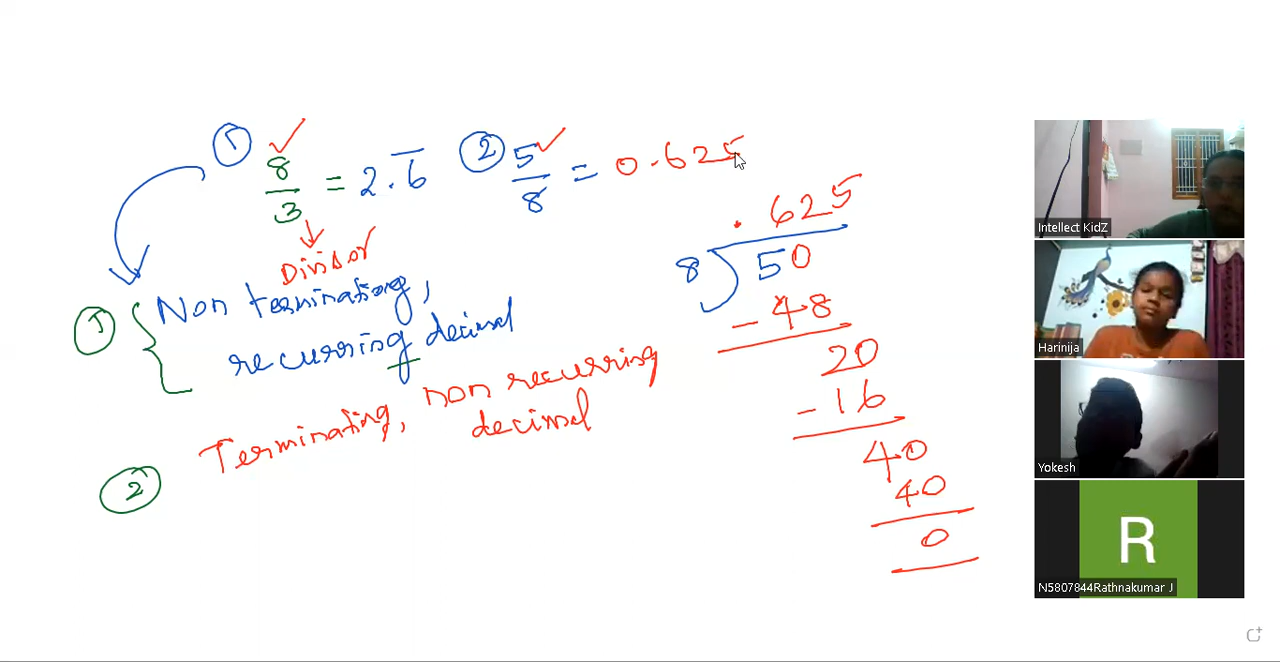 ① 8/3 = 2.6̅
② 5/8 = 0.625
Divisor
.625
8 ) 50
- 48
20
- 16
40
40
0
① { Non terminationg,
recurring decimal
② Terminating, non recurring
decimal
Intellect KidZ
Harinija
Yokesh
R
N5807844Rathnakumar J